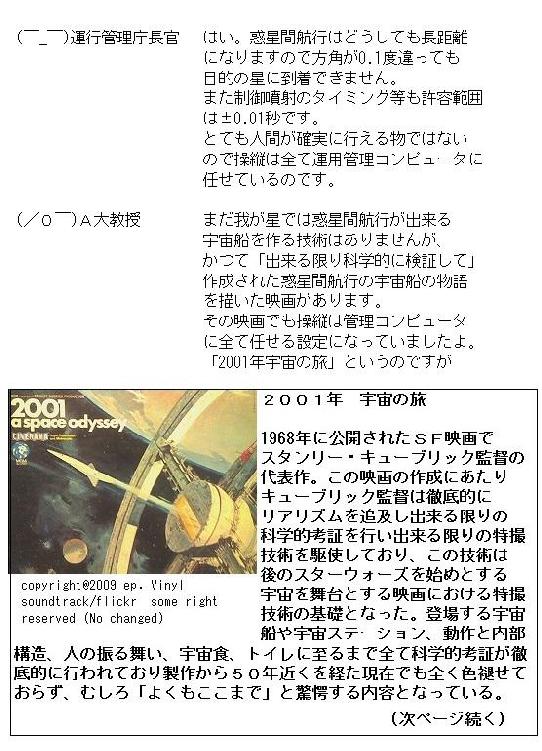 (￣_￣)運行管理庁長官
はい。惑星間航行はどうしても長距離
になりますので方角が0.1度違っても
目的の星に到着できません。
また制御噴射のタイミング等も許容範囲
は±0.01秒です。
とても人間が確実に行える物ではない
ので操縦は全て運用管理コンピュータに
任せているのです。
(／０￣)Ａ大教授
まだ我が星では惑星間航行が出来る
宇宙船を作る技術はありませんが、
かつて「出来る限り科学的に検証して」
作成された惑星間航行の宇宙船の物語
を描いた映画があります。
その映画でも操縦は管理コンピュータ
に全て任せる設定になっていましたよ。
「2001年宇宙の旅」というのですが
2001
a space odyssey
CINERAMA
MGM
copyright@2009 ep. Vinyl
soundtrack/flickr some right
reserved (No changed)
２００１年　宇宙の旅
1968年に公開されたＳＦ映画で
スタンリー・キューブリック監督の
代表作。この映画の作成にあたり
キューブリック監督は徹底的に
リアリズムを追及し出来る限りの
科学的考証を行い出来る限りの特撮
技術を駆使しており、この技術は
後のスターウォーズを始めとする
宇宙を舞台とする映画における特撮
技術の基礎となった。登場する宇宙
船や宇宙ステーション、動作と内部
構造、人の振る舞い、宇宙食、トイレに至るまで全て科学的考証が徹
底的に行われており製作から５０年近くを経た現在でも全く色褪せて
おらず、むしろ「よくもここまで」と驚愕する内容となっている。
（次ページ続く）